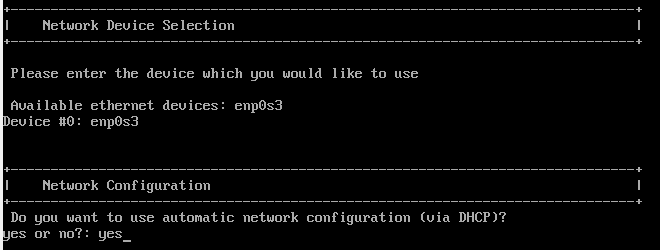 +----------------------------------------------------------------------------+
|    Network Device Selection                                                |
+----------------------------------------------------------------------------+
Please enter the device which you would like to use
Available ethernet devices: enp0s3
Device #0: enp0s3
+----------------------------------------------------------------------------+
|    Network Configuration                                                   |
+----------------------------------------------------------------------------+
Do you want to use automatic network configuration (via DHCP)?
yes or no?: yes_